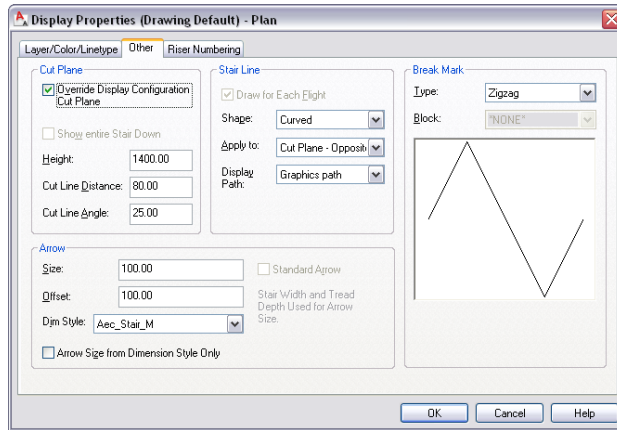 Display Properties (Drawing Default) - Plan
Layer/Color/Linetype Other Riser Numbering
Cut Plane
Override Display Configuration
Cut Plane
Show entire Stair Down
Height: 1400.00
Cut Line Distance: 80.00
Cut Line Angle: 25.00
Stair Line
Draw for Each Flight
Shape: Curved
Apply to: Cut Plane - Opposit
Display
Path: Graphics path
Break Mark
Type: Zigzag
Block: "NONE"
Arrow
Size: 100.00
Offset: 100.00
Dim Style: Aec_Stair_M
Arrow Size from Dimension Style Only
Standard Arrow
Stair Width and Tread
Depth Used for Arrow
Size.
OK Cancel Help